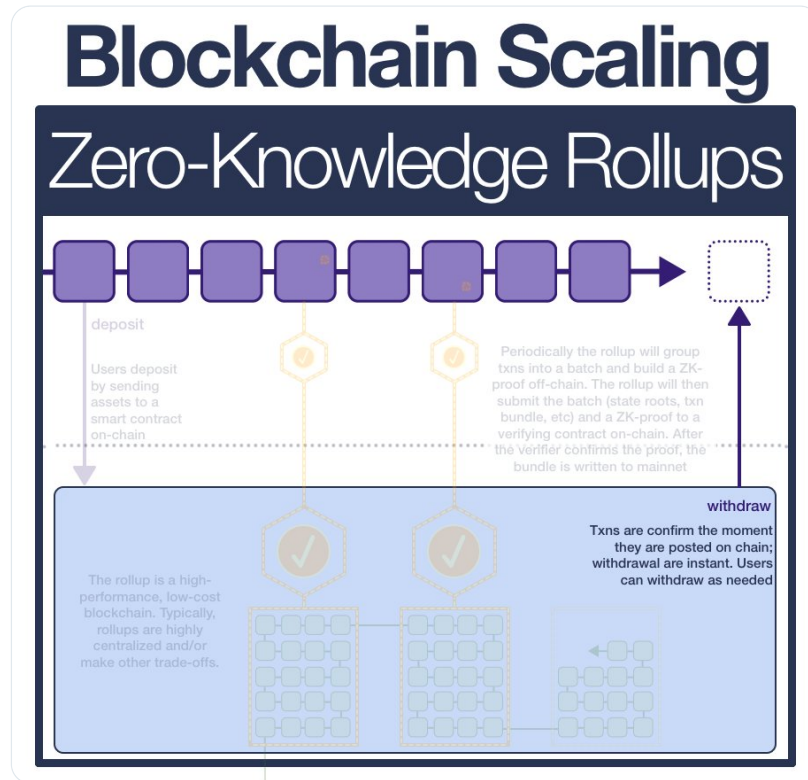 Blockchain Scaling
Zero-Knowledge Rollups
deposit
Users deposit
by sending
assets to a
smart contract
on-chain
Periodically the rollup will group
txns into a batch and build a ZK-
proof off-chain. The rollup will then
submit the batch (state roots, txn
bundle, etc) and a ZK-proof to a
verifying contract on-chain. After
the verifier confirms the proof, the
bundle is written to mainnet
withdraw
Txns are confirm the moment
they are posted on chain;
withdrawal are instant. Users
can withdraw as needed
The rollup is a high-
performance, low-cost
blockchain. Typically,
rollups are highly
centralized and/or
make other trade-offs.